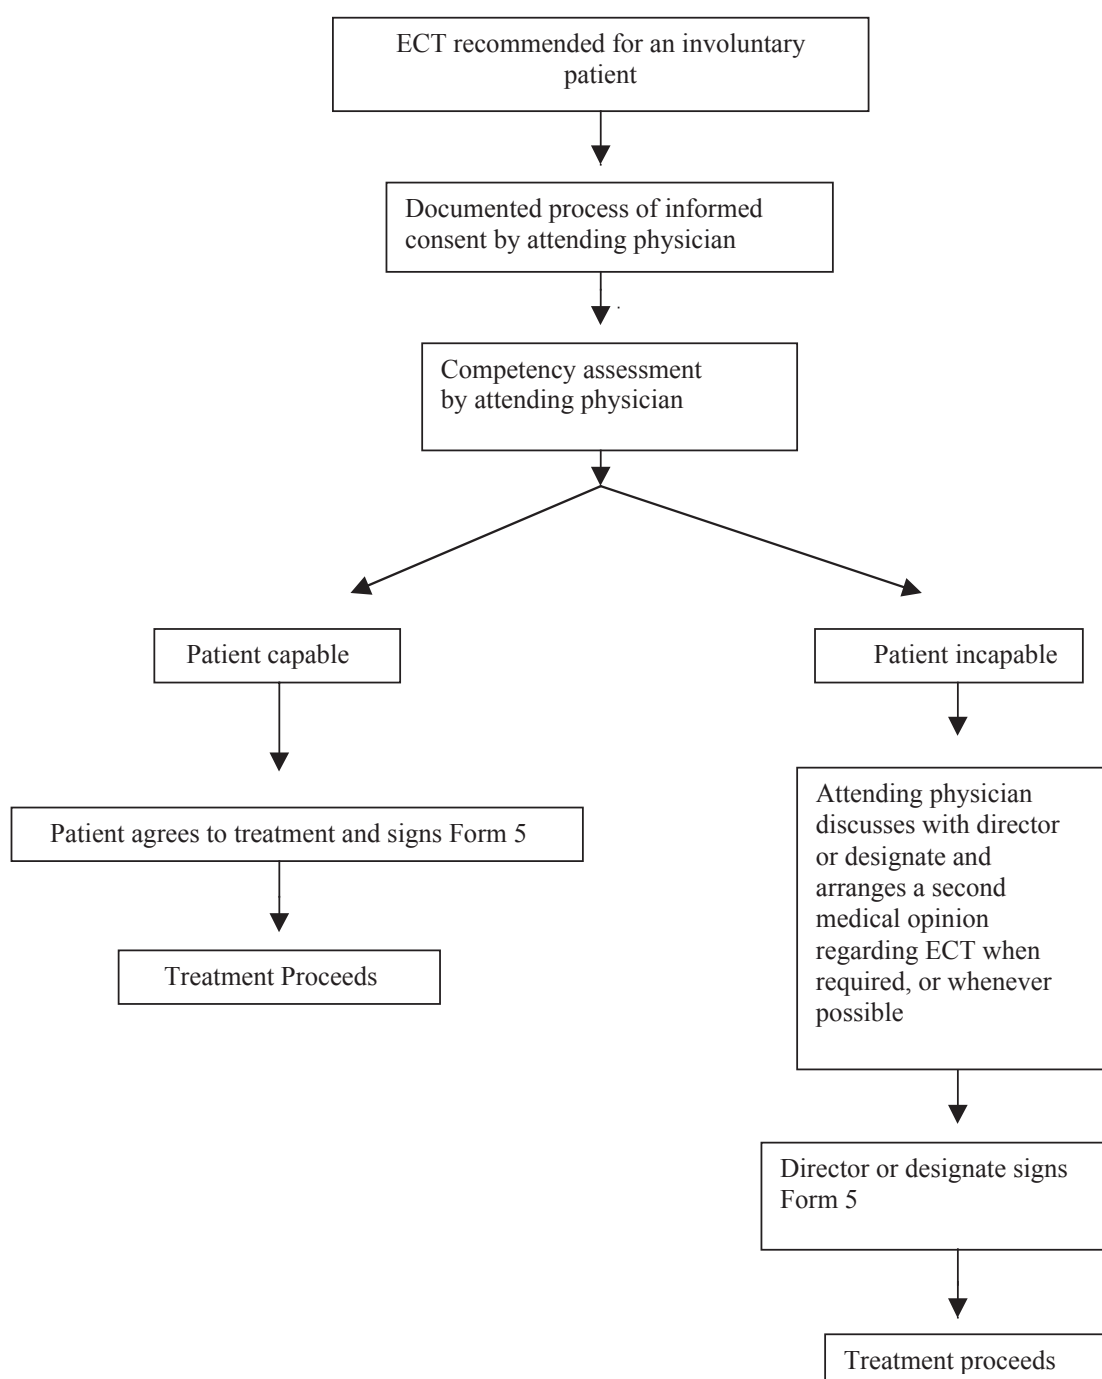 ECT recommended for an involuntary
patient
Documented process of informed
consent by attending physician
Competency assessment
by attending physician
Patient capable
Patient incapable
Patient agrees to treatment and signs Form 5
Treatment Proceeds
Attending physician
discusses with director
or designate and
arranges a second
medical opinion
regarding ECT when
required, or whenever
possible
Director or designate signs
Form 5
Treatment proceeds